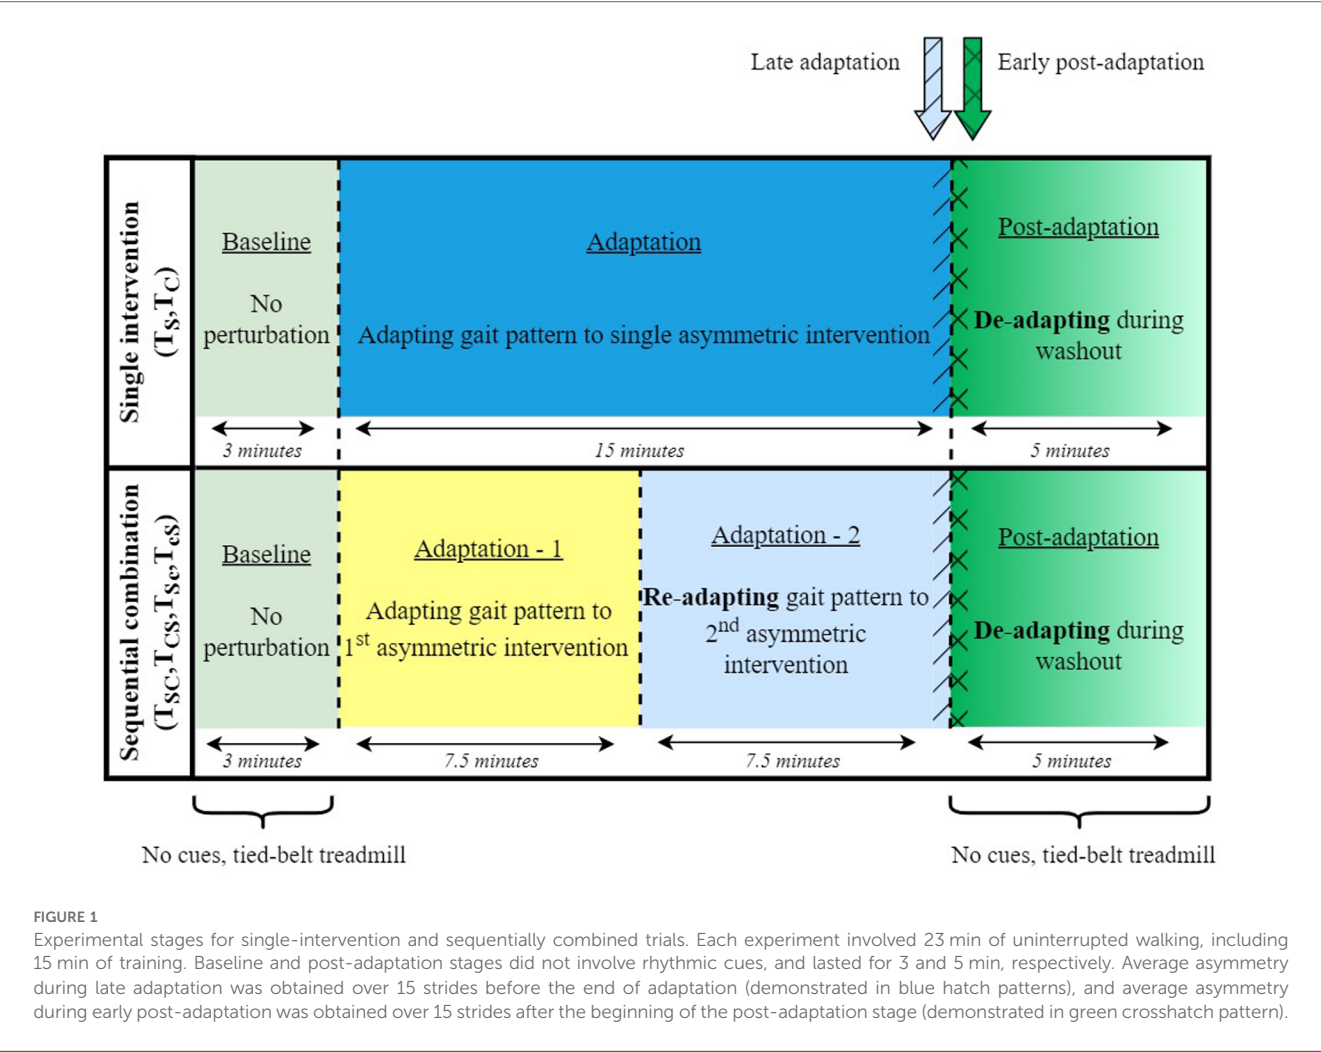 Late adaptation
Early post-adaptation
Single intervention
(TS,TC)
Baseline
No
perturbation
3 minutes
Adaptation
Adapting gait pattern to single asymmetric intervention
15 minutes
Post-adaptation
De-adapting during
washout
5 minutes
Sequential combination
(TSC,TCS,TSc,TcS)
Baseline
No
perturbation
3 minutes
Adaptation - 1
Adapting gait pattern to
1st asymmetric intervention
7.5 minutes
Adaptation - 2
Re-adapting gait pattern to
2nd asymmetric
intervention
7.5 minutes
Post-adaptation
De-adapting during
washout
5 minutes
No cues, tied-belt treadmill
No cues, tied-belt treadmill
FIGURE 1
Experimental stages for single-intervention and sequentially combined trials. Each experiment involved 23 min of uninterrupted walking, including
15 min of training. Baseline and post-adaptation stages did not involve rhythmic cues, and lasted for 3 and 5 min, respectively. Average asymmetry
during late adaptation was obtained over 15 strides before the end of adaptation (demonstrated in blue hatch patterns), and average asymmetry
during early post-adaptation was obtained over 15 strides after the beginning of the post-adaptation stage (demonstrated in green crosshatch pattern).